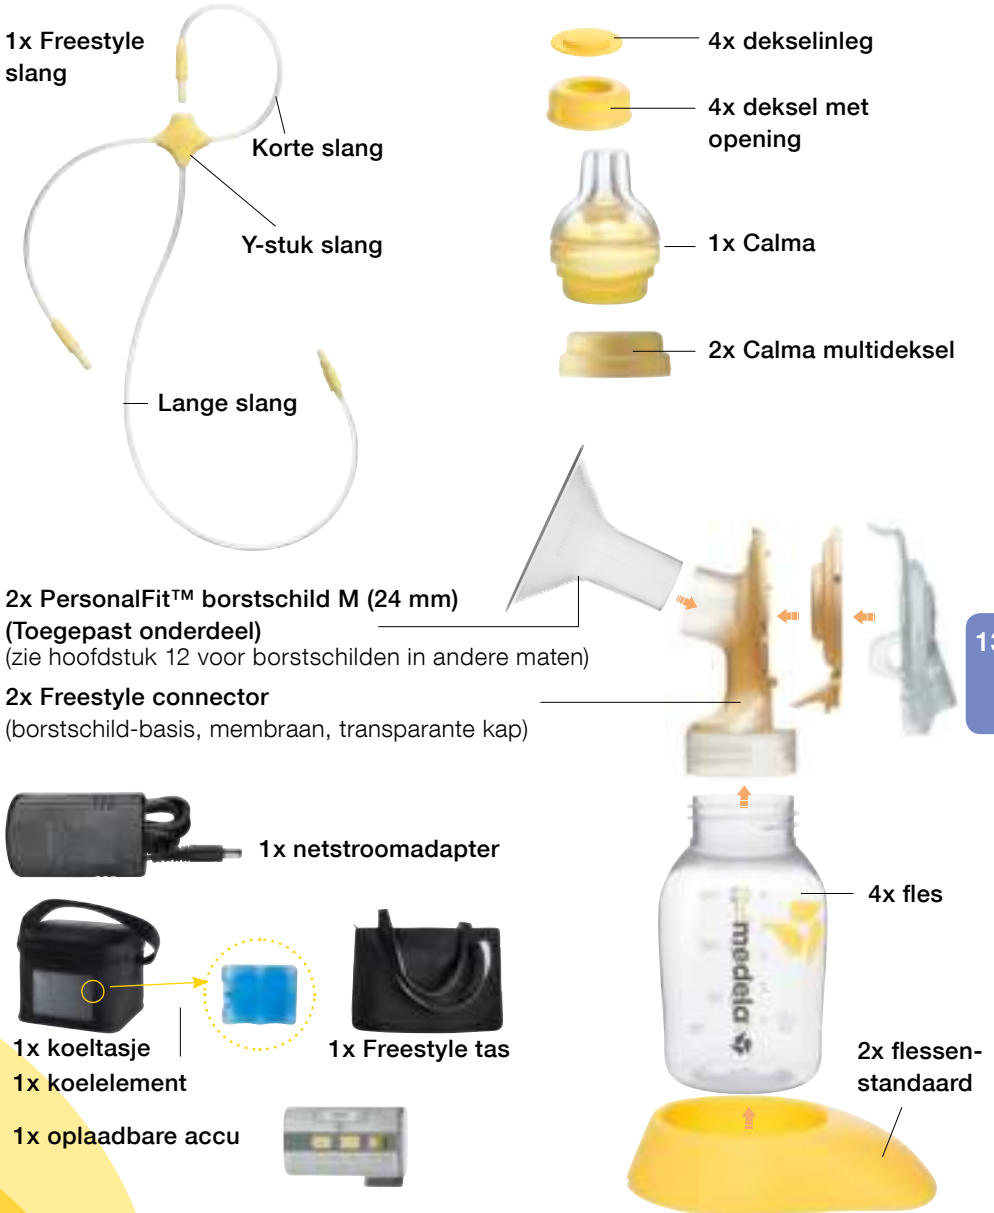 1x Freestyle
slang
Korte slang
Y-stuk slang
Lange slang
4x dekselinleg
4x deksel met
opening
1x Calma
2x Calma multideksel
2x PersonalFit™ borstschild M (24 mm)
(Toegepast onderdeel)
(zie hoofdstuk 12 voor borstschilden in andere maten)
2x Freestyle connector
(borstschild-basis, membraan, transparante kap)
13
1x netstroomadapter
4x fles
medela
1x koeltasje
1x koelelement
1x Freestyle tas
2x flessen-
standaard
1x oplaadbare accu